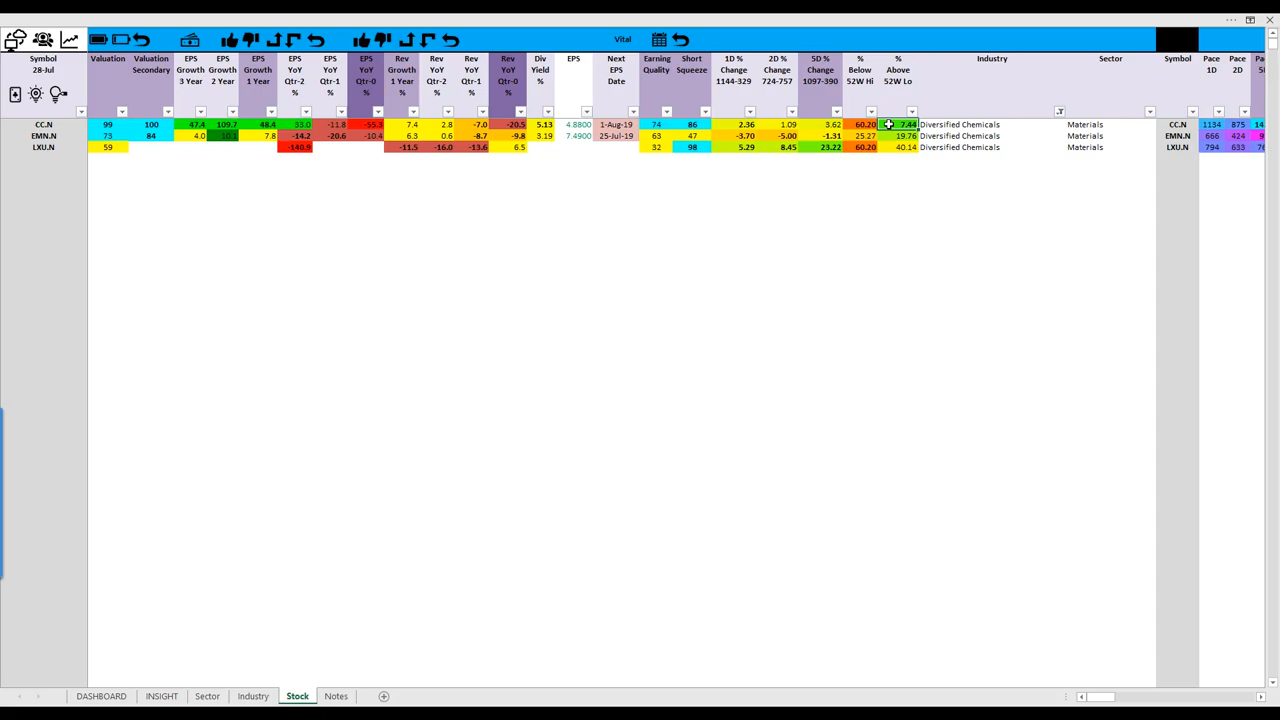 Vital
Symbol 28-Jul Valuation Valuation Secondary EPS Growth 3 Year EPS Growth 2 Year EPS Growth 1 Year EPS YoY Qtr-2 % EPS YoY Qtr-1 % EPS YoY Qtr-0 % Rev Growth 1 Year % Rev YoY Qtr-2 % Rev YoY Qtr-1 % Rev YoY Qtr-0 % Div Yield % EPS Next EPS Date Earning Quality Short Squeeze 1D % Change 1144-329 2D % Change 724-757 5D % Change 1097-390 % Below 52W Hi % Above 52W Lo Industry Sector Symbol Pace 1D Pace 2D Pace
CC.N 99 100 47.4 109.7 48.4 33.0 -11.8 -55.3 7.4 2.8 -7.0 -20.5 5.13 4.8800 1-Aug-19 74 86 2.36 1.09 3.62 60.20 7.44 Diversified Chemicals Materials CC.N 1134 875 14
EMN.N 73 84 4.0 10.1 7.8 -14.2 -20.6 -10.4 6.3 0.6 -8.7 -9.8 3.19 7.4900 25-Jul-19 63 47 -3.70 -5.00 -1.31 25.27 19.76 Diversified Chemicals Materials EMN.N 666 424 9
LXU.N 59 -140.9 -11.5 -16.0 -13.6 6.5 32 98 5.29 8.45 23.22 60.20 40.14 Diversified Chemicals Materials LXU.N 794 633 76
DASHBOARD INSIGHT Sector Industry Stock Notes